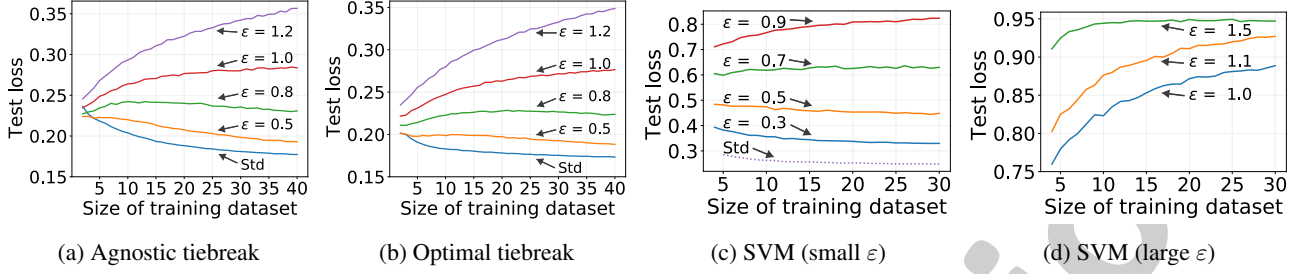 Test loss
0.35
0.30
0.25
0.20
0.15
ε = 1.2
ε = 1.0
ε = 0.8
ε = 0.5
Std
5 10 15 20 25 30 35 40
Size of training dataset
(a) Agnostic tiebreak
Test loss
0.35
0.30
0.25
0.20
0.15
ε = 1.2
ε = 1.0
ε = 0.8
ε = 0.5
Std
5 10 15 20 25 30 35 40
Size of training dataset
(b) Optimal tiebreak
Test loss
0.8
0.7
0.6
0.5
0.4
0.3
ε = 0.9
ε = 0.7
ε = 0.5
ε = 0.3
Std
5 10 15 20 25 30
Size of training dataset
(c) SVM (small ε)
Test loss
0.95
0.90
0.85
0.80
0.75
ε = 1.5
ε = 1.1
ε = 1.0
5 10 15 20 25 30
Size of training dataset
(d) SVM (large ε)